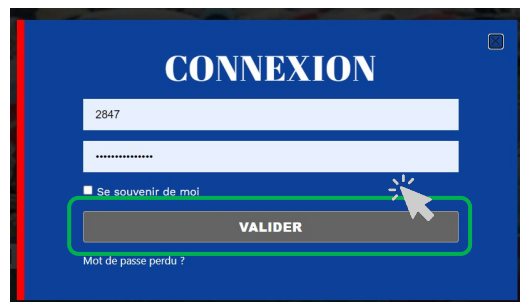 CONNEXION
2847
•••••••••••••••
Se souvenir de moi
VALIDER
Mot de passe perdu ?